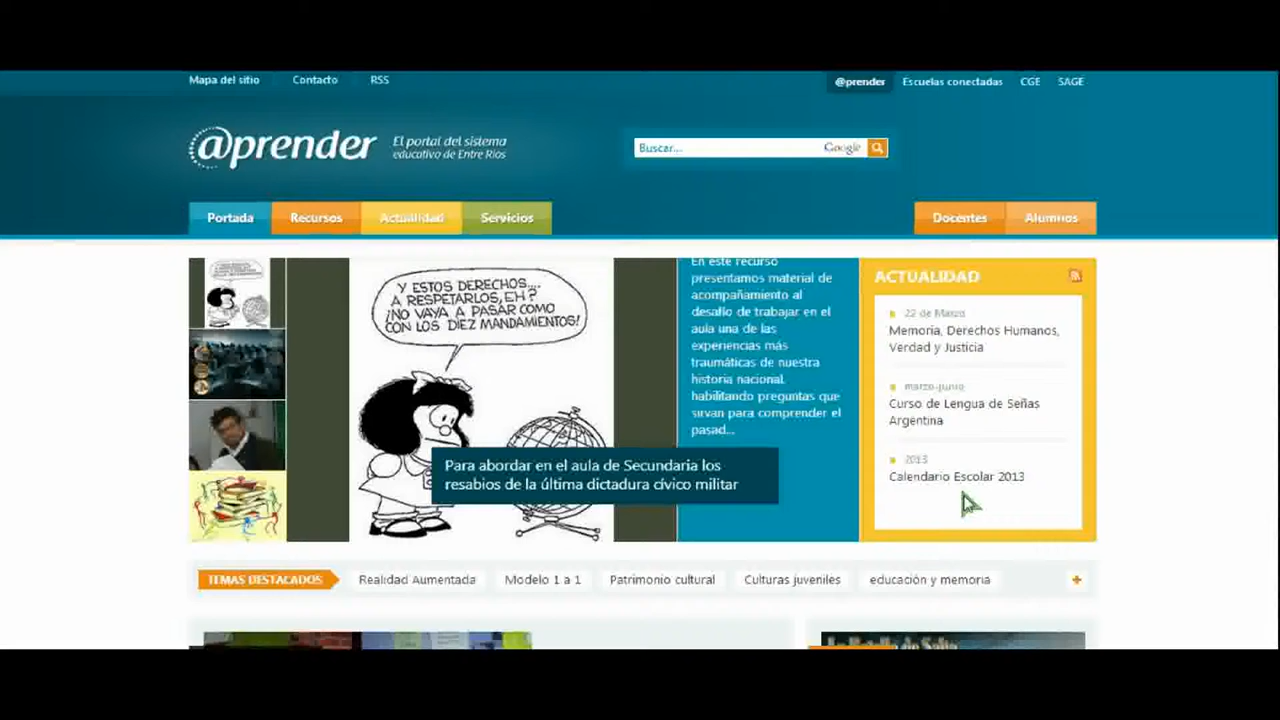 Mapa del sitio Contacto RSS
@prender Escuelas conectadas CGE SAGE
@prender
El portal del sistema
educativo de Entre Ríos
Buscar... Google
Portada Recursos Actualidad Servicios
Docentes Alumnos
Y ESTOS DERECHOS....
A RESPETARLOS, EH?
¡NO VAYA A PASAR COMO
CON LOS DIEZ MANDAMIENTOS!
Para abordar en el aula de Secundaria los
resabios de la última dictadura cívico militar
En este recurso
presentamos material de
acompañamiento al
desafío de trabajar en el
aula una de las
experiencias más
traumáticas de nuestra
historia nacional,
habilitando preguntas que
sirvan para comprender el
pasad...
ACTUALIDAD
22 de Marzo
Memoria, Derechos Humanos,
Verdad y Justicia
marzo-junio
Curso de Lengua de Señas
Argentina
2013
Calendario Escolar 2013
TEMAS DESTACADOS Realidad Aumentada Modelo 1 a 1 Patrimonio cultural Culturas juveniles educación y memoria +